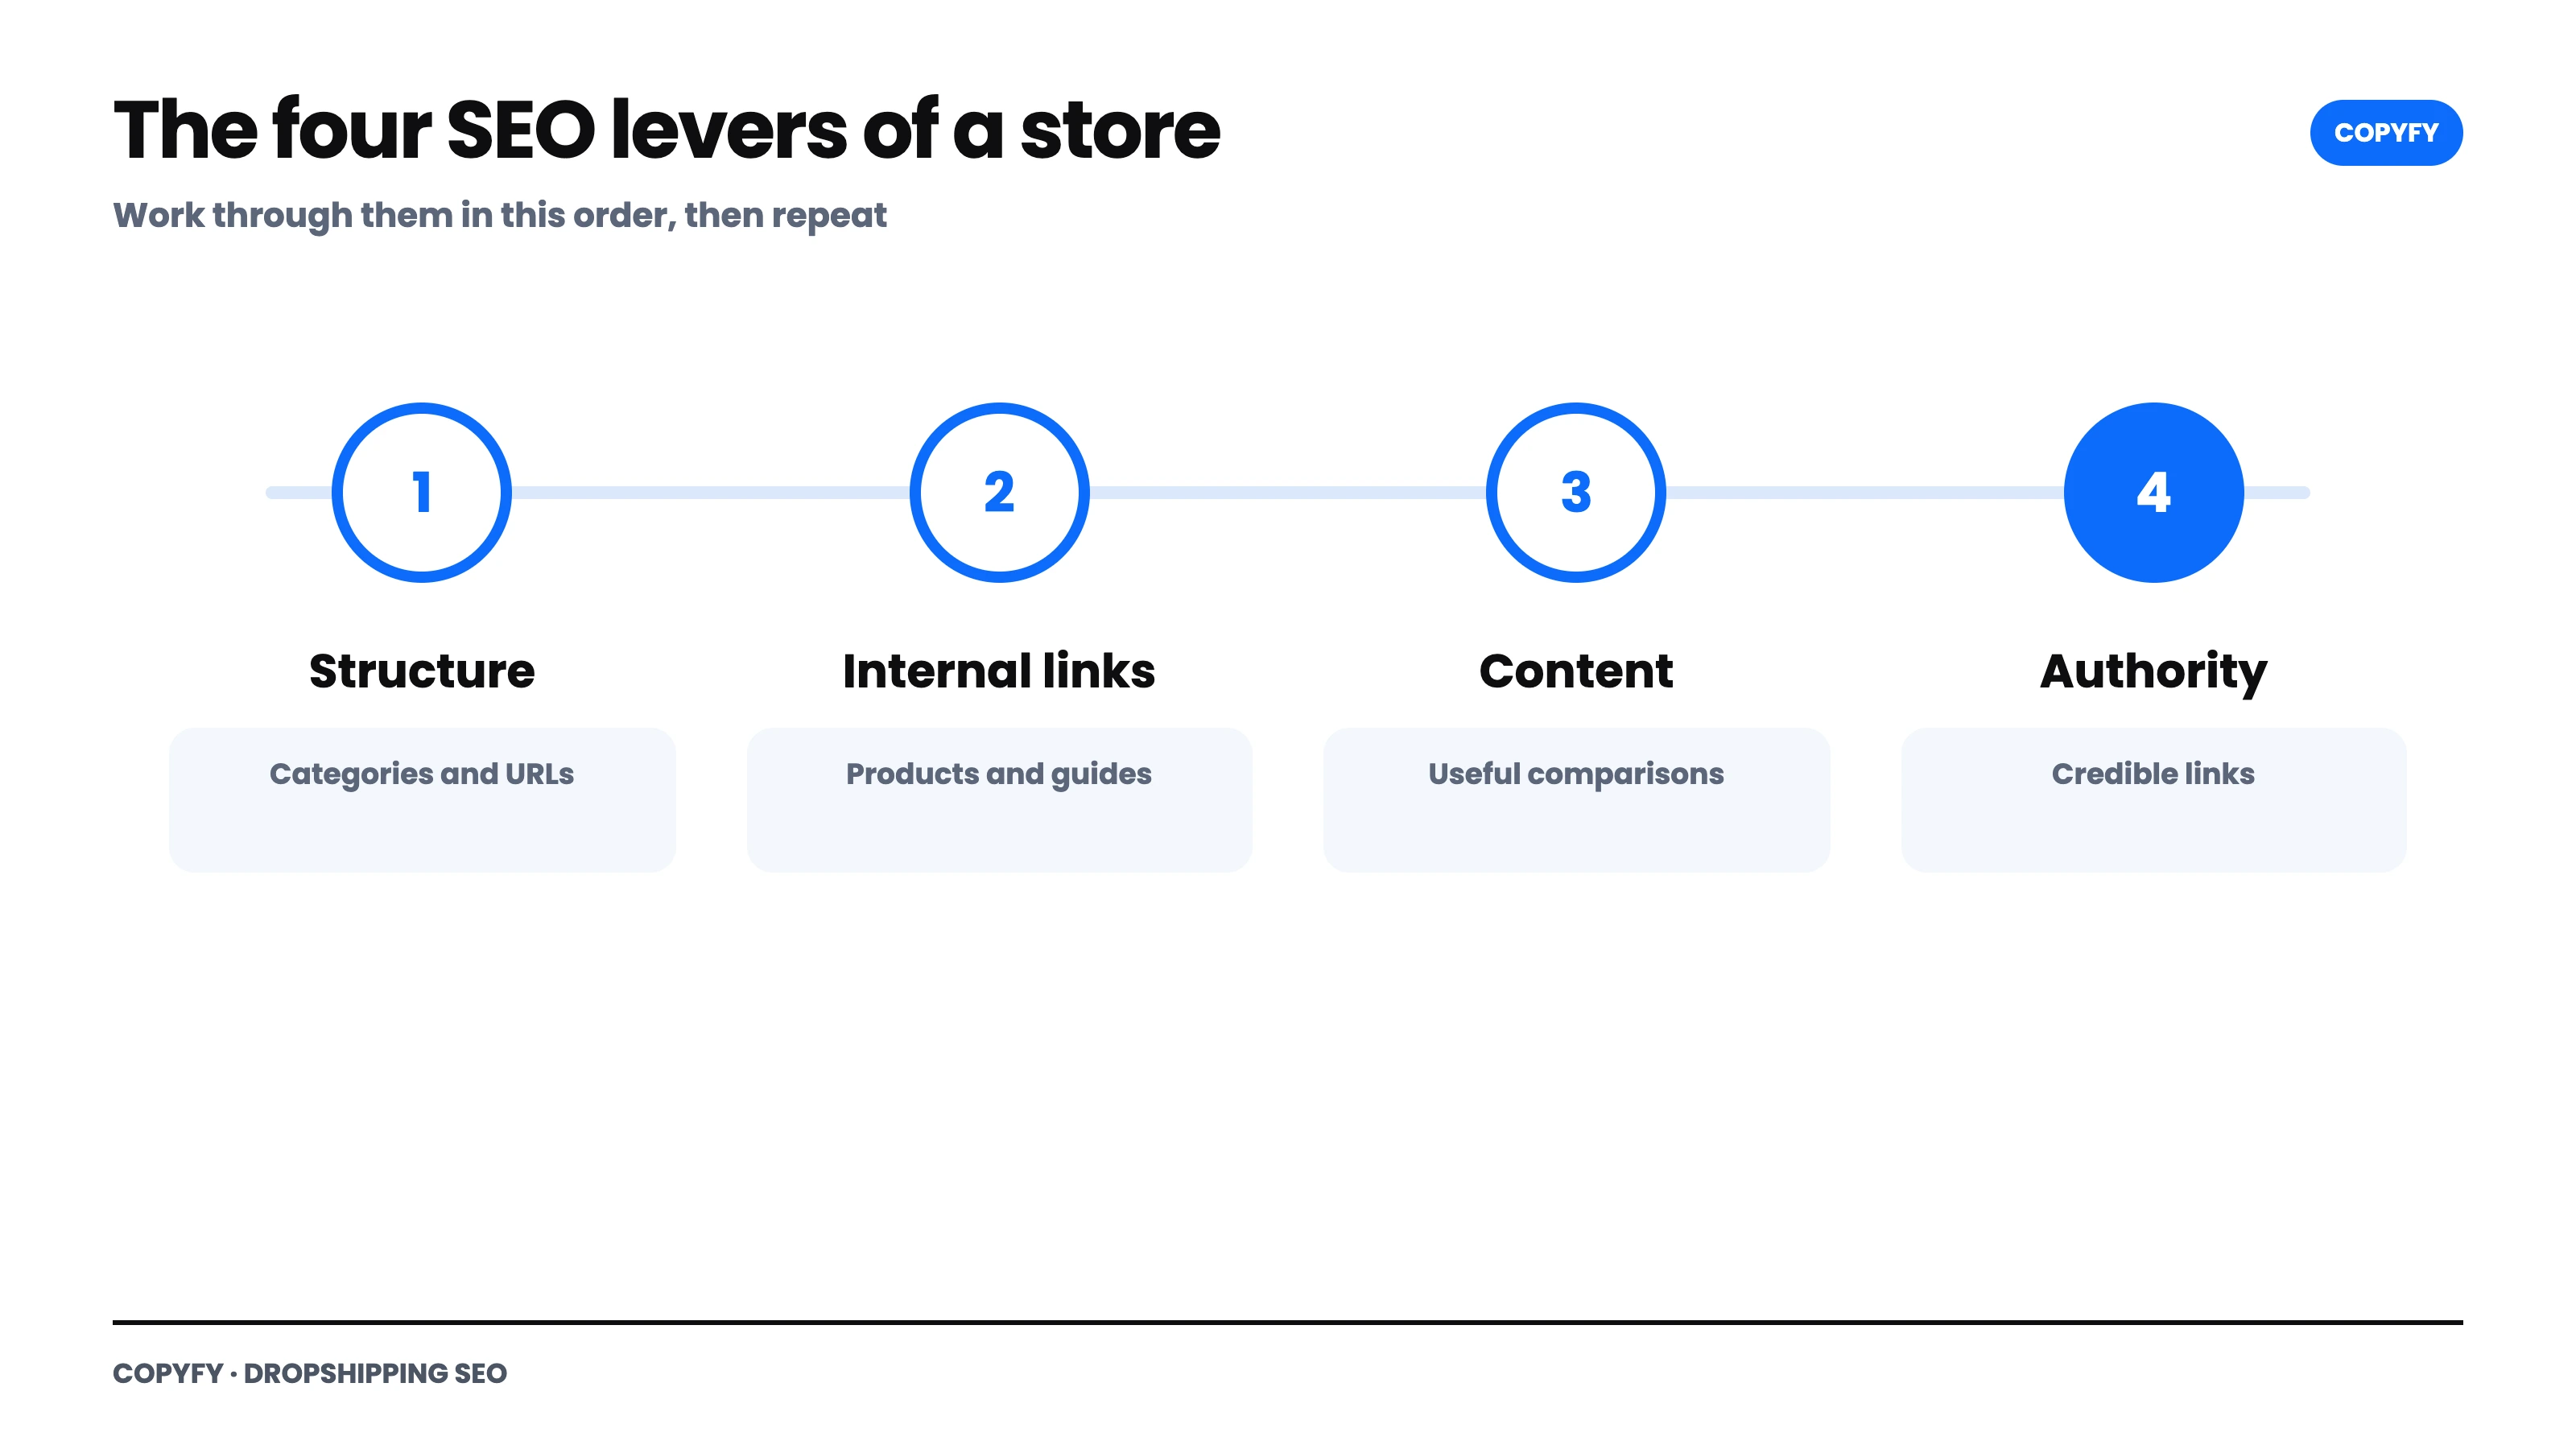 The four SEO levers of a store
COPYFY
Work through them in this order, then repeat
1
2
3
4
Structure
Internal links
Content
Authority
Categories and URLs
Products and guides
Useful comparisons
Credible links
COPYFY · DROPSHIPPING SEO